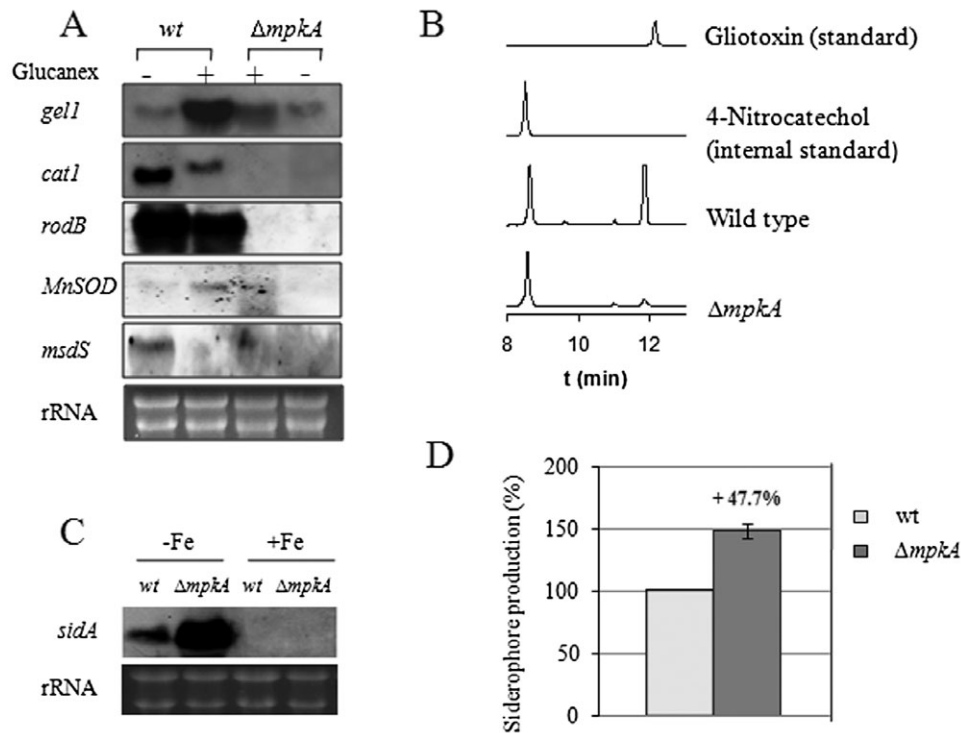 A
wt ΔmpkA
Glucanex - + + -
gel1
cat1
rodB
MnSOD
msdS
rRNA
B
Gliotoxin (standard)
4-Nitrocatechol
(internal standard)
Wild type
ΔmpkA
8 10 12
t (min)
C
-Fe +Fe
wt ΔmpkA wt ΔmpkA
sidA
rRNA
D
Siderophore production (%)
200
150
100
50
0
+ 47.7%
wt
ΔmpkA